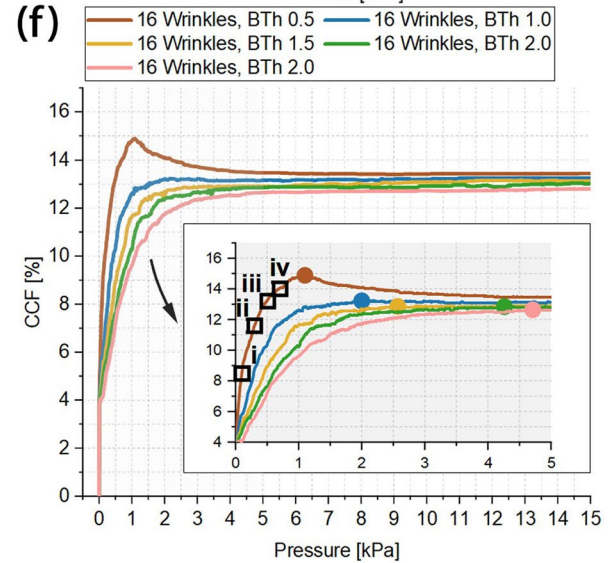 (f)
16 Wrinkles, BTh 0.5 16 Wrinkles, BTh 1.0
16 Wrinkles, BTh 1.5 16 Wrinkles, BTh 2.0
16 Wrinkles, BTh 2.0
16
14
12
10
8
6
4
2
0
CCF [%]
16
14
12
10
8
6
4
iv
iii
ii
i
0 1 2 3 4 5
0 1 2 3 4 5 6 7 8 9 10 11 12 13 14 15
Pressure [kPa]